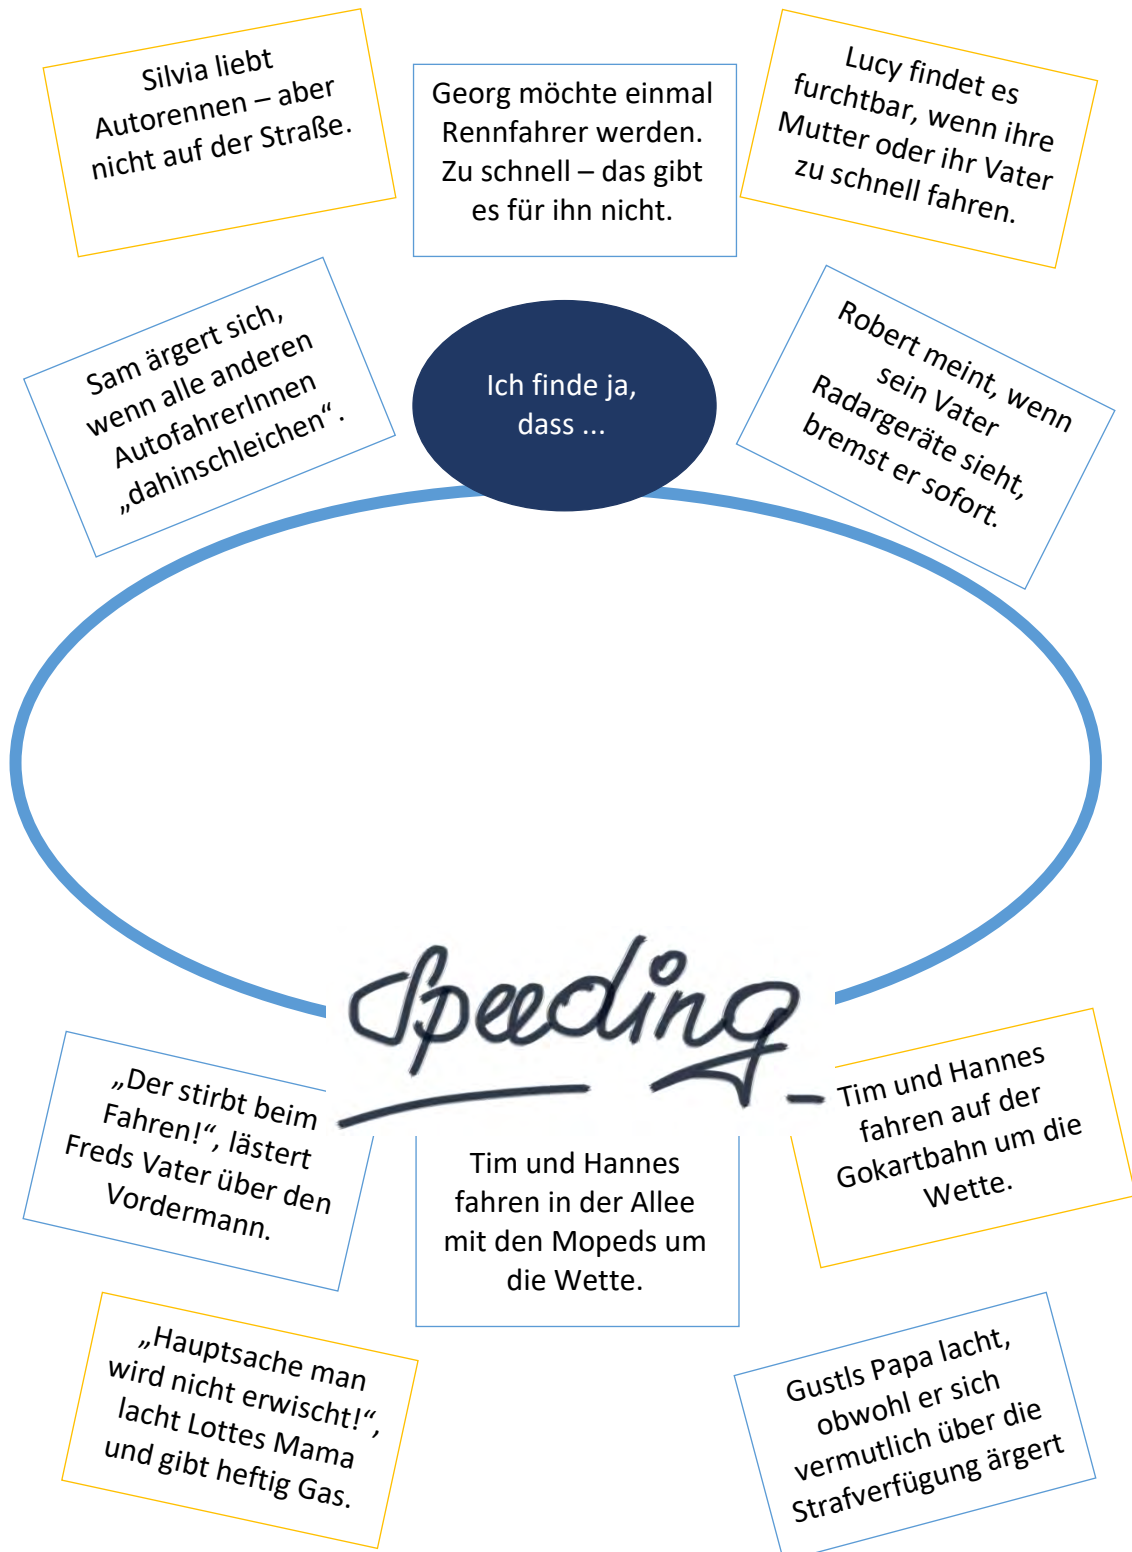 Silvia liebt
Autorennen – aber
nicht auf der Straße.
Georg möchte einmal
Rennfahrer werden.
Zu schnell – das gibt
es für ihn nicht.
Lucy findet es
furchtbar, wenn ihre
Mutter oder ihr Vater
zu schnell fahren.
Sam ärgert sich,
wenn alle anderen
AutofahrerInnen
„dahinschleichen“.
Ich finde ja,
dass ...
Robert meint, wenn
sein Vater
Radargeräte sieht,
bremst er sofort.
Speeding
„Der stirbt beim
Fahren!“, lästert
Freds Vater über den
Vordermann.
Tim und Hannes
fahren in der Allee
mit den Mopeds um
die Wette.
Tim und Hannes
fahren auf der
Gokartbahn um die
Wette.
„Hauptsache man
wird nicht erwischt!“,
lacht Lottes Mama
und gibt heftig Gas.
Gustls Papa lacht,
obwohl er sich
vermutlich über die
Strafverfügung ärgert